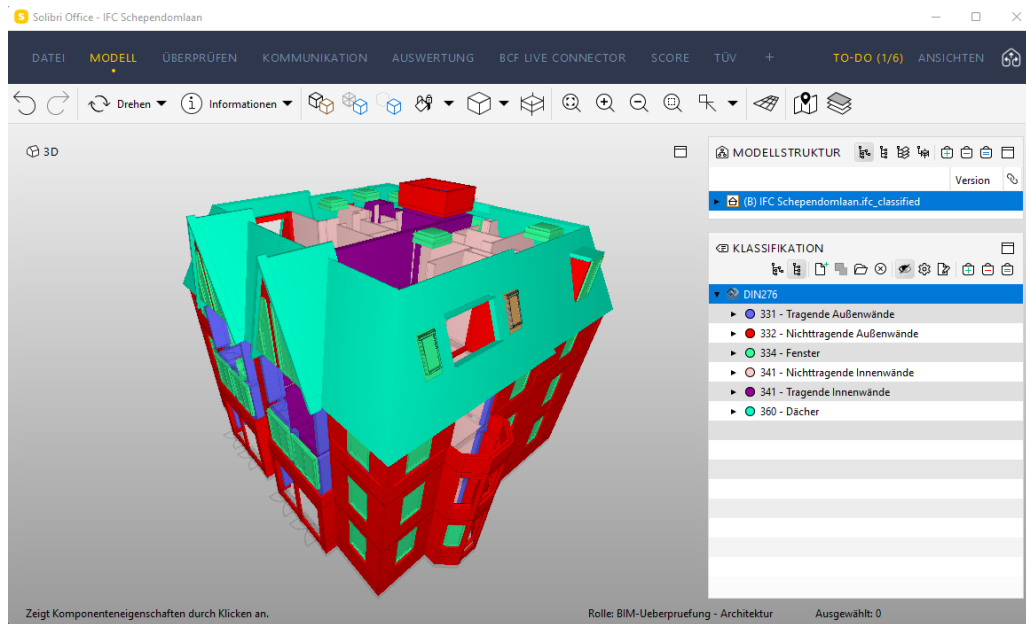 S Solibri Office - IFC Schependomlaan
DATEI MODELL ÜBERPRÜFEN KOMMUNIKATION AUSWERTUNG BCF LIVE CONNECTOR SCORE TÜV + TO-DO (1/6) ANSICHTEN
Drehen Informationen
3D
MODELLSTRUKTUR
Version
(B) IFC Schependomlaan.ifc_classified
KLASSIFIKATION
DIN276
331 - Tragende Außenwände
332 - Nichttragende Außenwände
334 - Fenster
341 - Nichttragende Innenwände
341 - Tragende Innenwände
360 - Dächer
Zeigt Komponenteneigenschaften durch Klicken an. Rolle: BIM-Ueberpruefung - Architektur Ausgewählt: 0